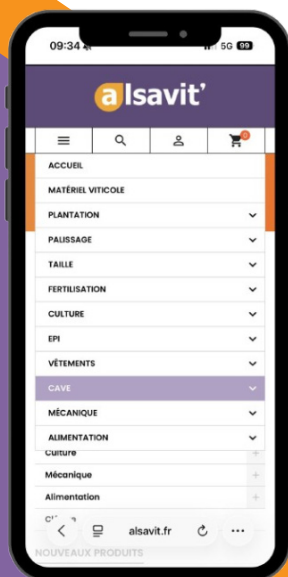 09:34
5G 99
alsavit'
0
ACCUEIL
MATÉRIEL VITICOLE
PLANTATION
PALISSAGE
TAILLE
FERTILISATION
CULTURE
EPI
VÊTEMENTS
CAVE
MÉCANIQUE
ALIMENTATION
Culture
Mécanique
Alimentation
alsavit.fr
NOUVEAUX PRODUITS